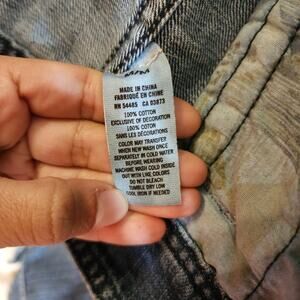 M/M
MADE IN CHINA
FABRIQUÉ EN CHINE
RN 54485 CA 03873
100% COTTON
EXCLUSIVE OF DECORATION
100% COTON
SANS LES DÉCORATIONS
COLOR MAY TRANSFER
WHEN NEW WASH ONCE
SEPARATELY IN COLD WATER
BEFORE WEARING
MACHINE WASH COLD INSIDE
OUT WITH LIKE COLORS
DO NOT BLEACH
TUMBLE DRY LOW
COOL IRON IF NEEDED